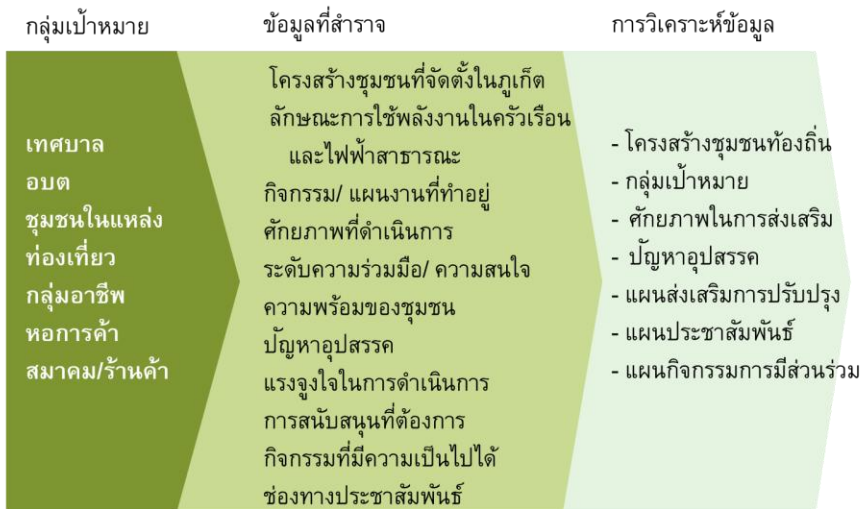 กลุ่มเป้าหมาย
เทศบาล
อบต
ชุมชนในแหล่ง
ท่องเที่ยว
กลุ่มอาชีพ
หอการค้า
สมาคม/ร้านค้า
ข้อมูลที่สำราจ
โครงสร้างชุมชนที่จัดตั้งในภูเก็ต
ลักษณะการใช้พลังงานในครัวเรือน
และไฟฟ้าสาธารณะ
กิจกรรม/ แผนงานที่ทำอยู่
ศักยภาพที่ดำเนินการ
ระดับความร่วมมือ/ ความสนใจ
ความพร้อมของชุมชน
ปัญหาอุปสรรค
แรงจูงใจในการดำเนินการ
การสนับสนุนที่ต้องการ
กิจกรรมที่มีความเป็นไปได้
ช่องทางประชาสัมพันธ์
การวิเคราะห์ข้อมูล
- โครงสร้างชุมชนท้องถิ่น
- กลุ่มเป้าหมาย
- ศักยภาพในการส่งเสริม
- ปัญหาอุปสรรค
- แผนส่งเสริมการปรับปรุง
- แผนประชาสัมพันธ์
- แผนกิจกรรมการมีส่วนร่วม